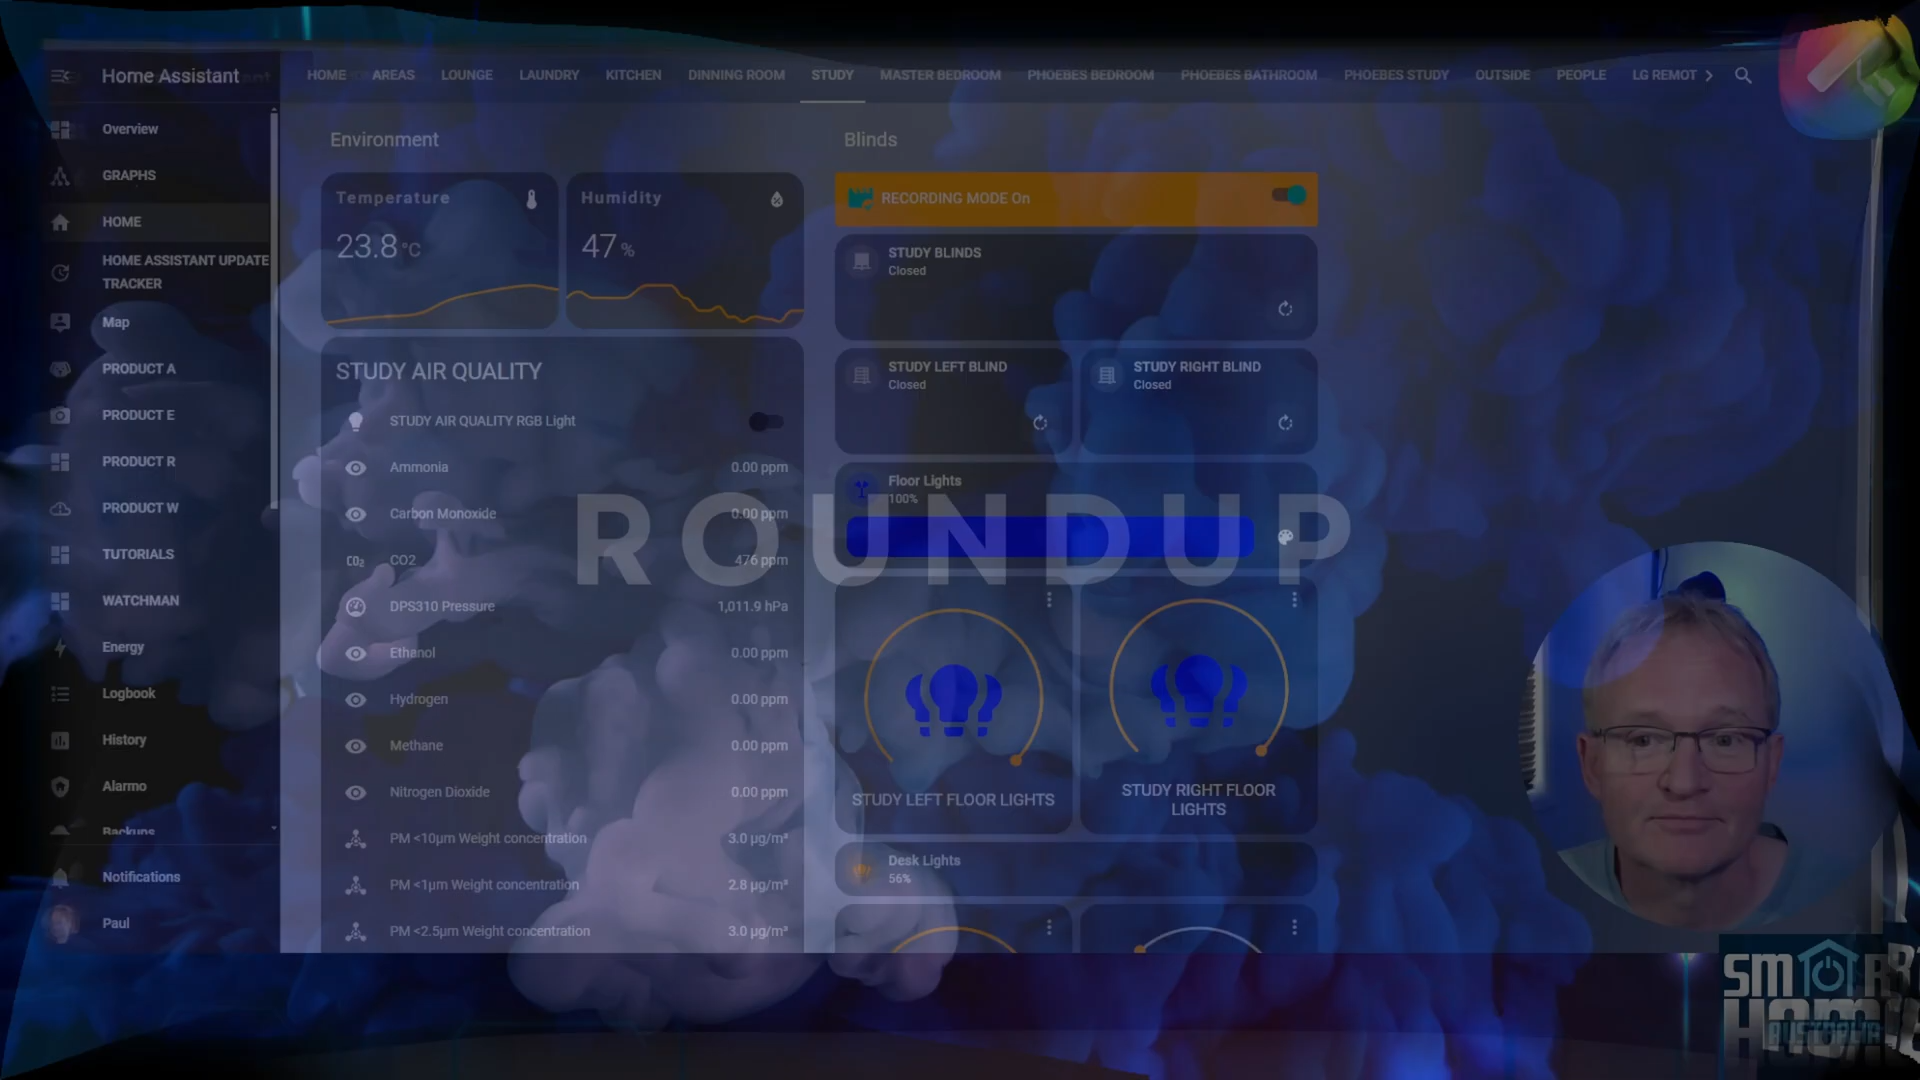 Home Assistant
HOME AREAS LOUNGE LAUNDRY KITCHEN DINNING ROOM STUDY MASTER BEDROOM PHOEBES BEDROOM PHOEBES BATHROOM PHOEBES STUDY OUTSIDE PEOPLE LG REMOT
Overview
GRAPHS
HOME
HOME ASSISTANT UPDATE
TRACKER
Map
PRODUCT A
PRODUCT E
PRODUCT R
PRODUCT W
TUTORIALS
WATCHMAN
Energy
Logbook
History
Alarmo
Backups
Notifications
Paul
Environment
Temperature
23.8 °C
Humidity
47 %
STUDY AIR QUALITY
STUDY AIR QUALITY RGB Light
Ammonia 0.00 ppm
Carbon Monoxide 0.00 ppm
CO2 CO2 476 ppm
DPS310 Pressure 1,011.9 hPa
Ethanol 0.00 ppm
Hydrogen 0.00 ppm
Methane 0.00 ppm
Nitrogen Dioxide 0.00 ppm
PM <10µm Weight concentration 3.0 µg/m³
PM <1µm Weight concentration 2.8 µg/m³
PM <2.5µm Weight concentration 3.0 µg/m³
Blinds
RECORDING MODE On
STUDY BLINDS
Closed
STUDY LEFT BLIND
Closed
STUDY RIGHT BLIND
Closed
Floor Lights
100%
ROUNDUP
STUDY LEFT FLOOR LIGHTS
STUDY RIGHT FLOOR
LIGHTS
Desk Lights
56%
AUSTRALIA